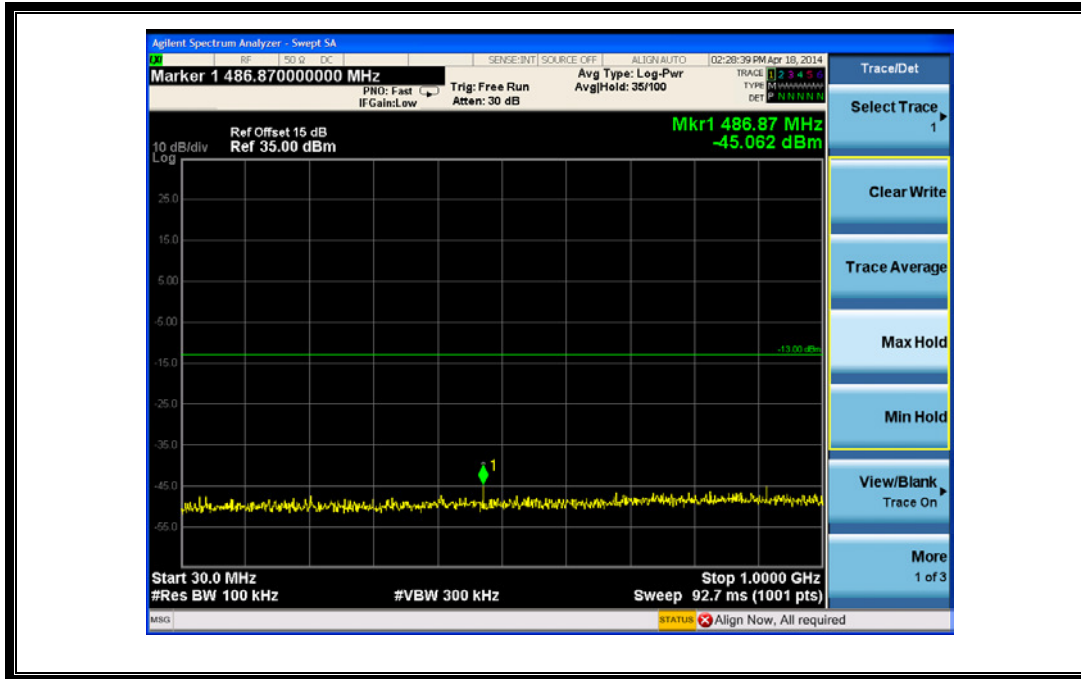 Agilent Spectrum Analyzer - Swept SA
RF 50 Ω DC SENSE:INT SOURCE OFF ALIGN AUTO 02:28:39 PM Apr 18, 2014
Marker 1 486.870000000 MHz
PNO: Fast
IFGain:Low
Trig: Free Run
Atten: 30 dB
Avg Type: Log-Pwr
Avg|Hold: 35/100
TRACE 1 2 3 4 5 6
TYPE M
DET P N N N N N
Mkr1 486.87 MHz
-45.062 dBm
Ref Offset 15 dB
10 dB/div Ref 35.00 dBm
Log
25.0
15.0
5.00
-5.00
-13.00 dBm
-15.0
-25.0
-35.0
1
-45.0
-55.0
Start 30.0 MHz Stop 1.0000 GHz
#Res BW 100 kHz #VBW 300 kHz Sweep 92.7 ms (1001 pts)
MSG STATUS Align Now, All required
Trace/Det
Select Trace
1
Clear Write
Trace Average
Max Hold
Min Hold
View/Blank
Trace On
More
1 of 3